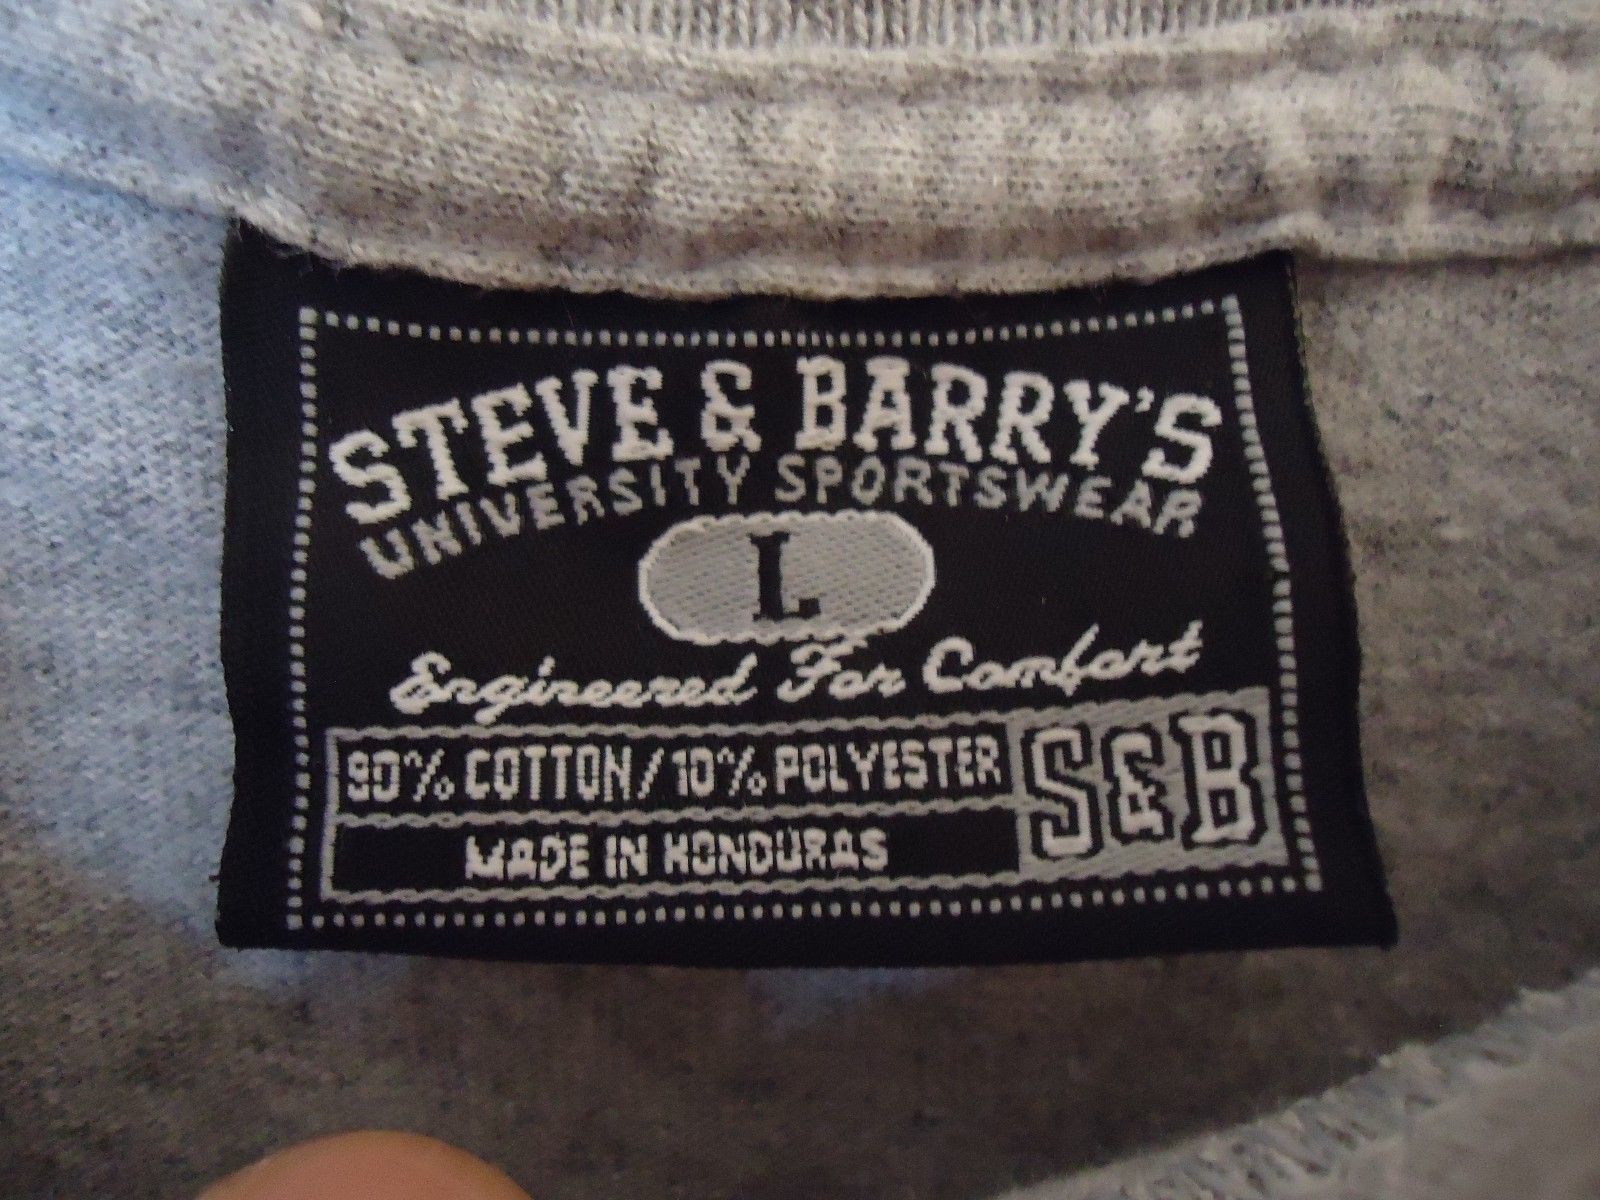 STEVE & BARRY'S
UNIVERSITY SPORTSWEAR
L
Engineered For Comfort
90% COTTON/10% POLYESTER
MADE IN HONDURAS
S&B